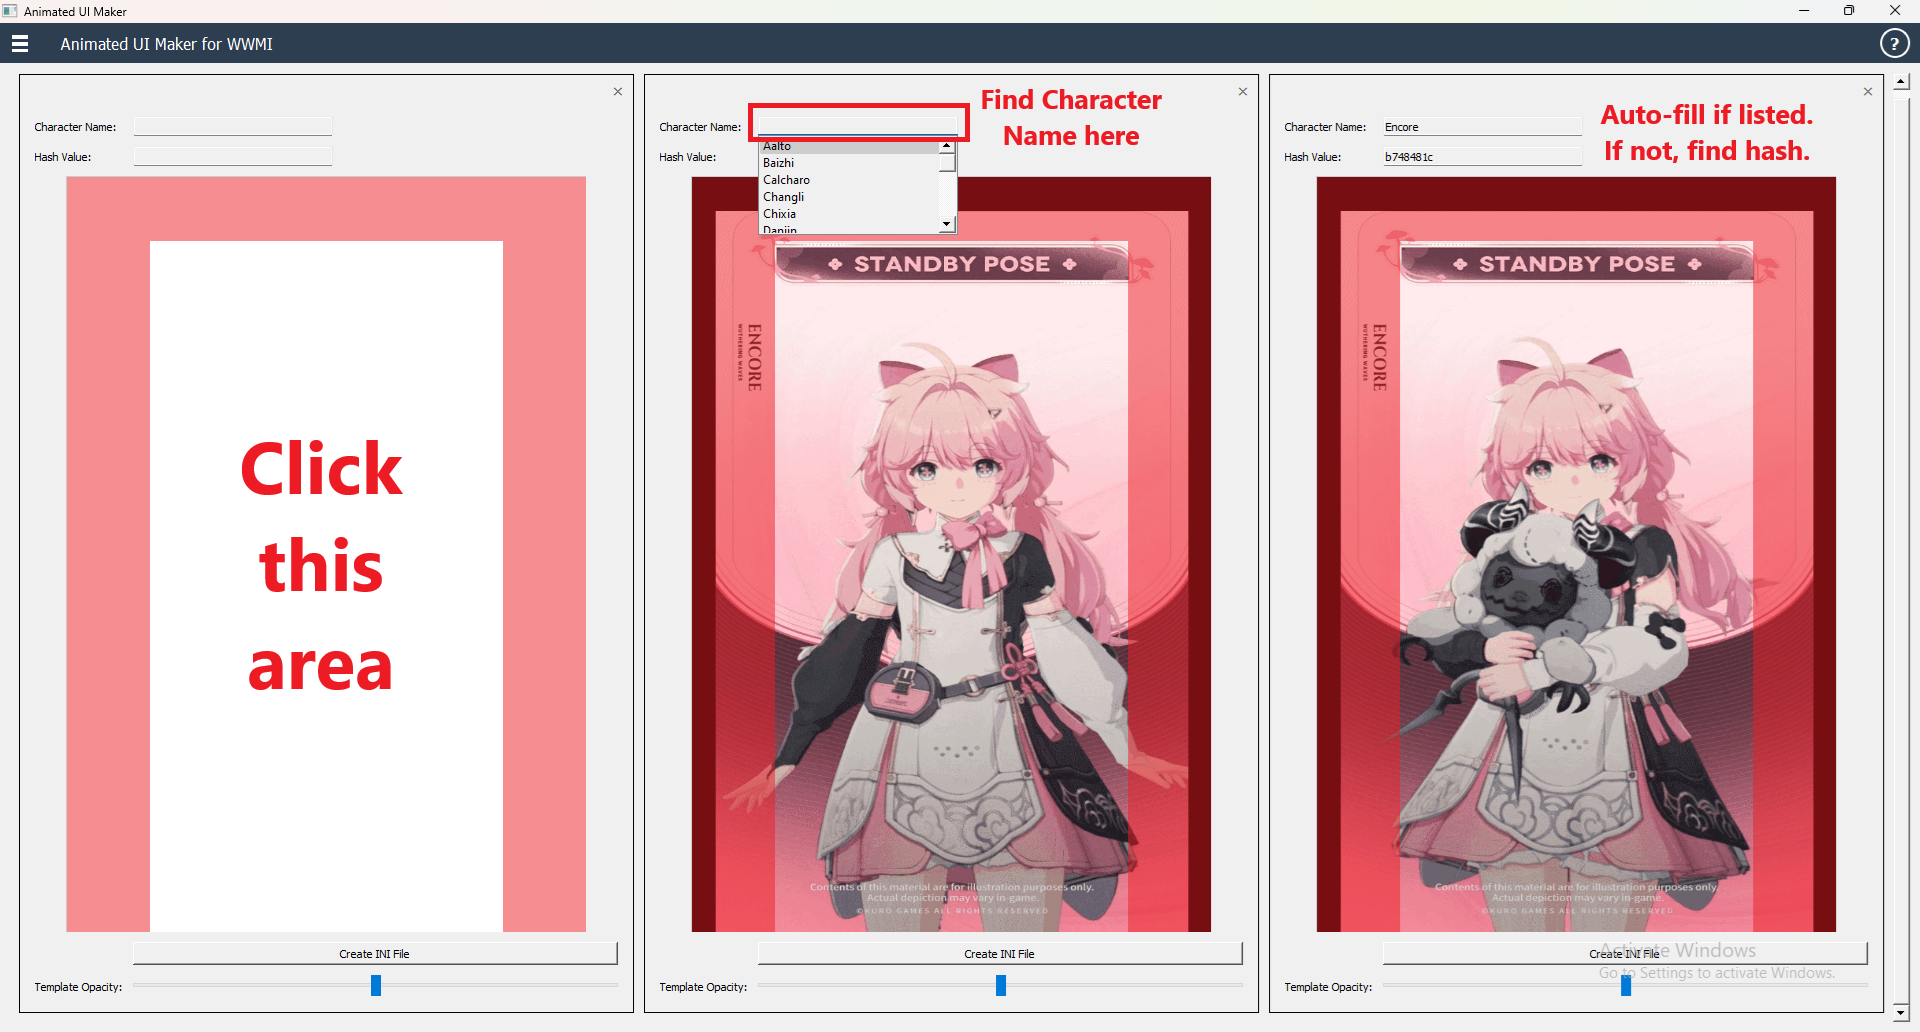 Animated UI Maker
Animated UI Maker for WWMI
?
Character Name:
Hash Value:
Click
this
area
Create INI File
Template Opacity:
Find Character
Name here
Character Name:
Hash Value:
Aalto
Baizhi
Calcharo
Changli
Chixia
Danjin
STANDBY POSE
ENCORE
WUTHERING WAVES
Contents of this material are for illustration purposes only.
Actual depiction may vary in-game.
©KURO GAMES ALL RIGHTS RESERVED
Create INI File
Template Opacity:
Auto-fill if listed.
If not, find hash.
Character Name: Encore
Hash Value: b748481c
STANDBY POSE
ENCORE
WUTHERING WAVES
Contents of this material are for illustration purposes only.
Actual depiction may vary in-game.
©KURO GAMES ALL RIGHTS RESERVED
Create INI File
Template Opacity:
Activate Windows
Go to Settings to activate Windows.